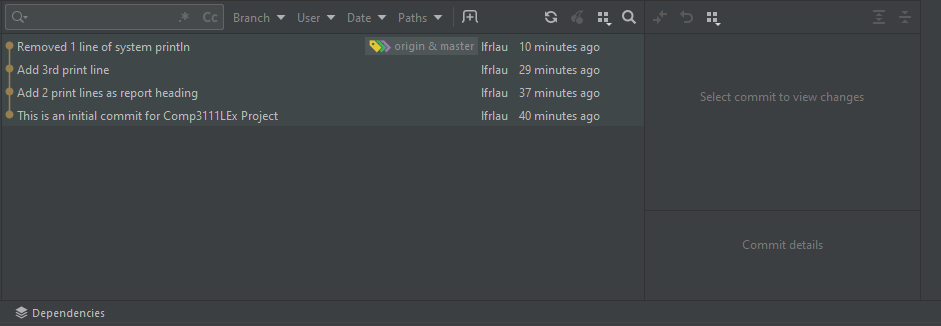 .* Cc Branch User Date Paths
Removed 1 line of system println origin & master lfrlau 10 minutes ago
Add 3rd print line lfrlau 29 minutes ago
Add 2 print lines as report heading lfrlau 37 minutes ago
This is an initial commit for Comp3111LEx Project lfrlau 40 minutes ago
Select commit to view changes
Commit details
Dependencies